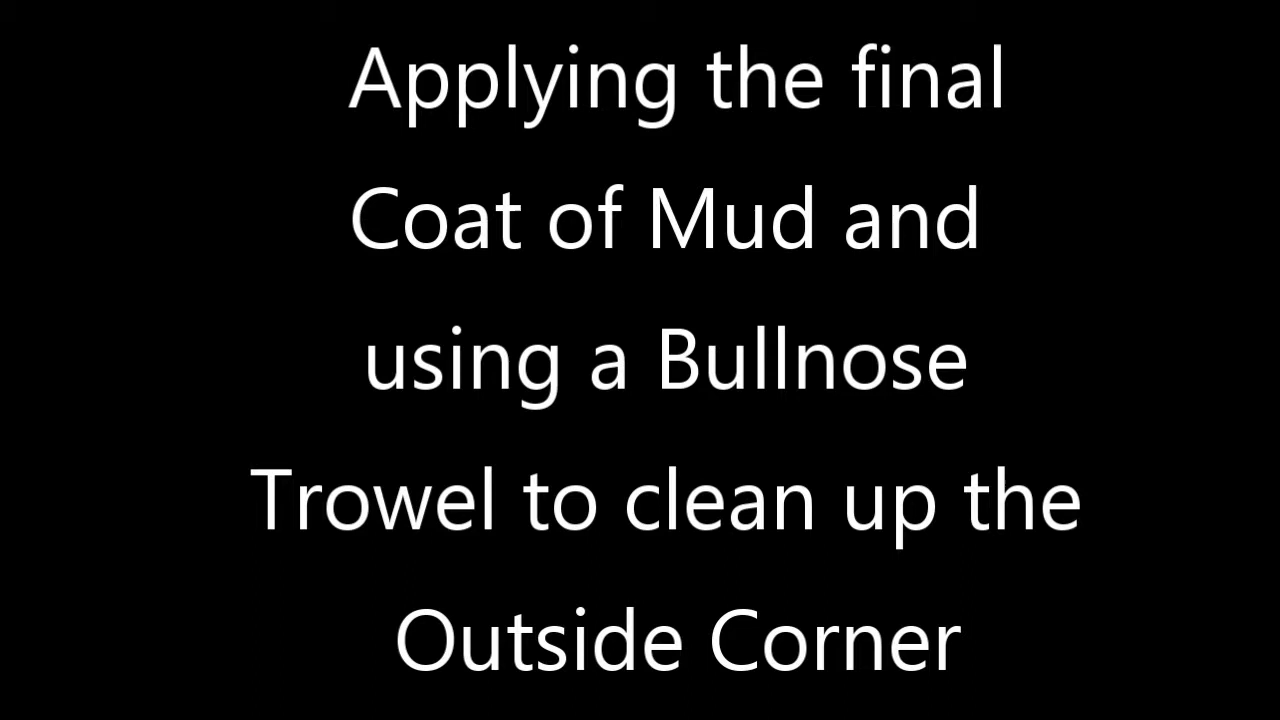 Applying the final
Coat of Mud and
using a Bullnose
Trowel to clean up the
Outside Corner